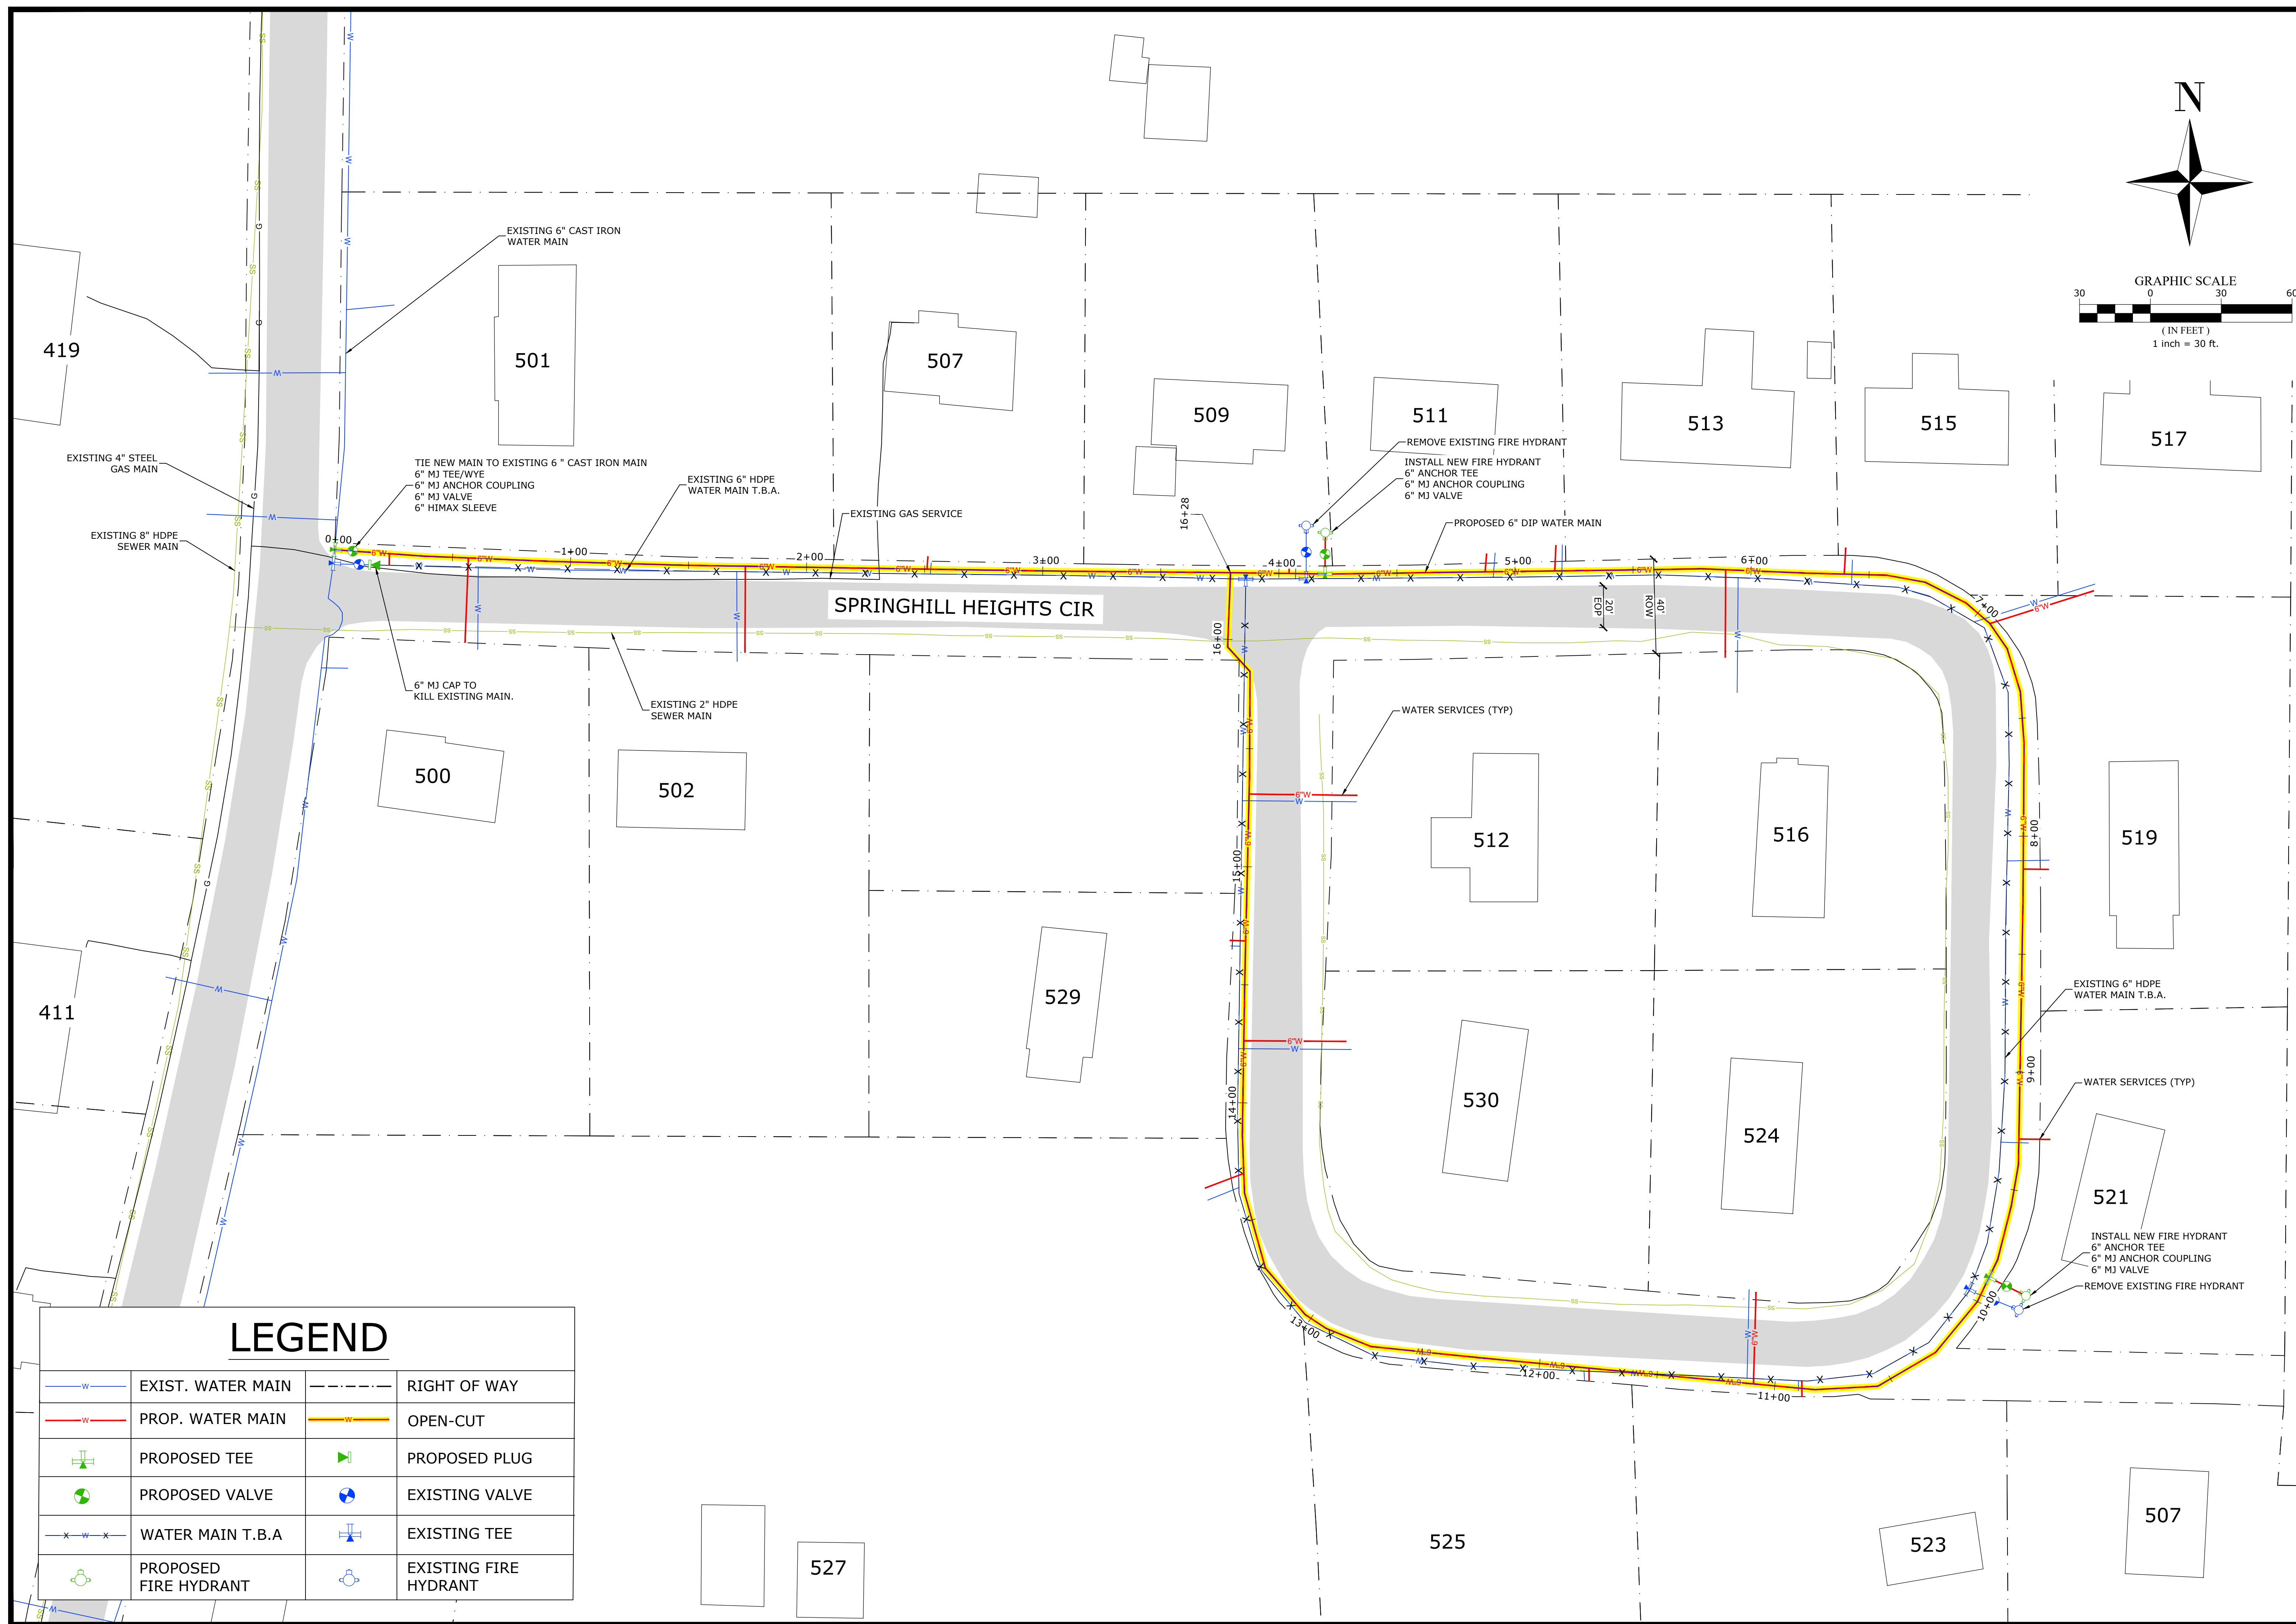 N
GRAPHIC SCALE
30 0 30 60
( IN FEET )
1 inch = 30 ft.
EXISTING 6" CAST IRON
WATER MAIN
419
501
507
509
511
513
515
517
EXISTING 4" STEEL
GAS MAIN
EXISTING 8" HDPE
SEWER MAIN
TIE NEW MAIN TO EXISTING 6 " CAST IRON MAIN
6" MJ TEE/WYE
6" MJ ANCHOR COUPLING
6" MJ VALVE
6" HIMAX SLEEVE
EXISTING 6" HDPE
WATER MAIN T.B.A.
EXISTING GAS SERVICE
16+28
REMOVE EXISTING FIRE HYDRANT
INSTALL NEW FIRE HYDRANT
6" ANCHOR TEE
6" MJ ANCHOR COUPLING
6" MJ VALVE
PROPOSED 6" DIP WATER MAIN
0+00
1+00
2+00
3+00
4+00
5+00
6+00
7+00
SPRINGHILL HEIGHTS CIR
20'
EOP
40'
ROW
16+00
6" MJ CAP TO
KILL EXISTING MAIN.
EXISTING 2" HDPE
SEWER MAIN
WATER SERVICES (TYP)
500
502
512
516
519
8+00
15+00
529
411
EXISTING 6" HDPE
WATER MAIN T.B.A.
9+00
WATER SERVICES (TYP)
14+00
530
524
521
INSTALL NEW FIRE HYDRANT
6" ANCHOR TEE
6" MJ ANCHOR COUPLING
6" MJ VALVE
REMOVE EXISTING FIRE HYDRANT
10+00
13+00
12+00
11+00
LEGEND
W EXIST. WATER MAIN
RIGHT OF WAY
W PROP. WATER MAIN
W OPEN-CUT
PROPOSED TEE
PROPOSED PLUG
PROPOSED VALVE
EXISTING VALVE
X W X WATER MAIN T.B.A
EXISTING TEE
PROPOSED
FIRE HYDRANT
EXISTING FIRE
HYDRANT
527
525
523
507